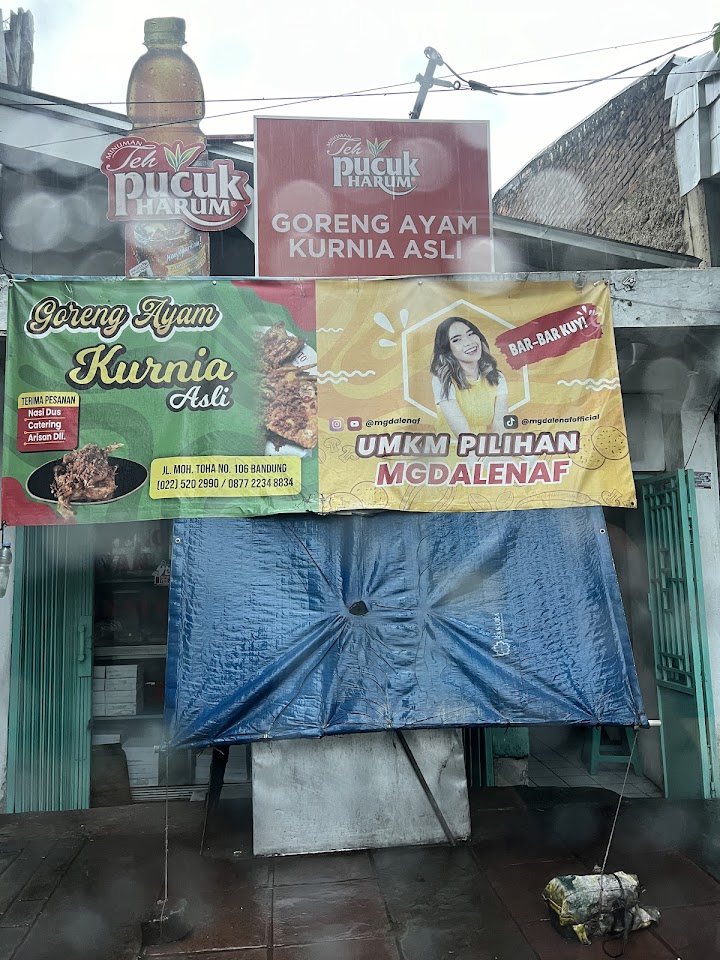 MINUMAN
Teh
pucuk
HARUM
MINUMAN
Teh
pucuk
HARUM
GORENG AYAM
KURNIA ASLI
Goreng Ayam
Kurnia
Asli
TERIMA PESANAN
Nasi Dus
Catering
Arisan Dll.
JL. MOH. TOHA NO. 106 BANDUNG
(022) 520 2990 / 0877 2234 8834
BAR-BAR KUY!
@mgdalenaf
@mgdalenafofficial
UMKM PILIHAN
MGDALENAF